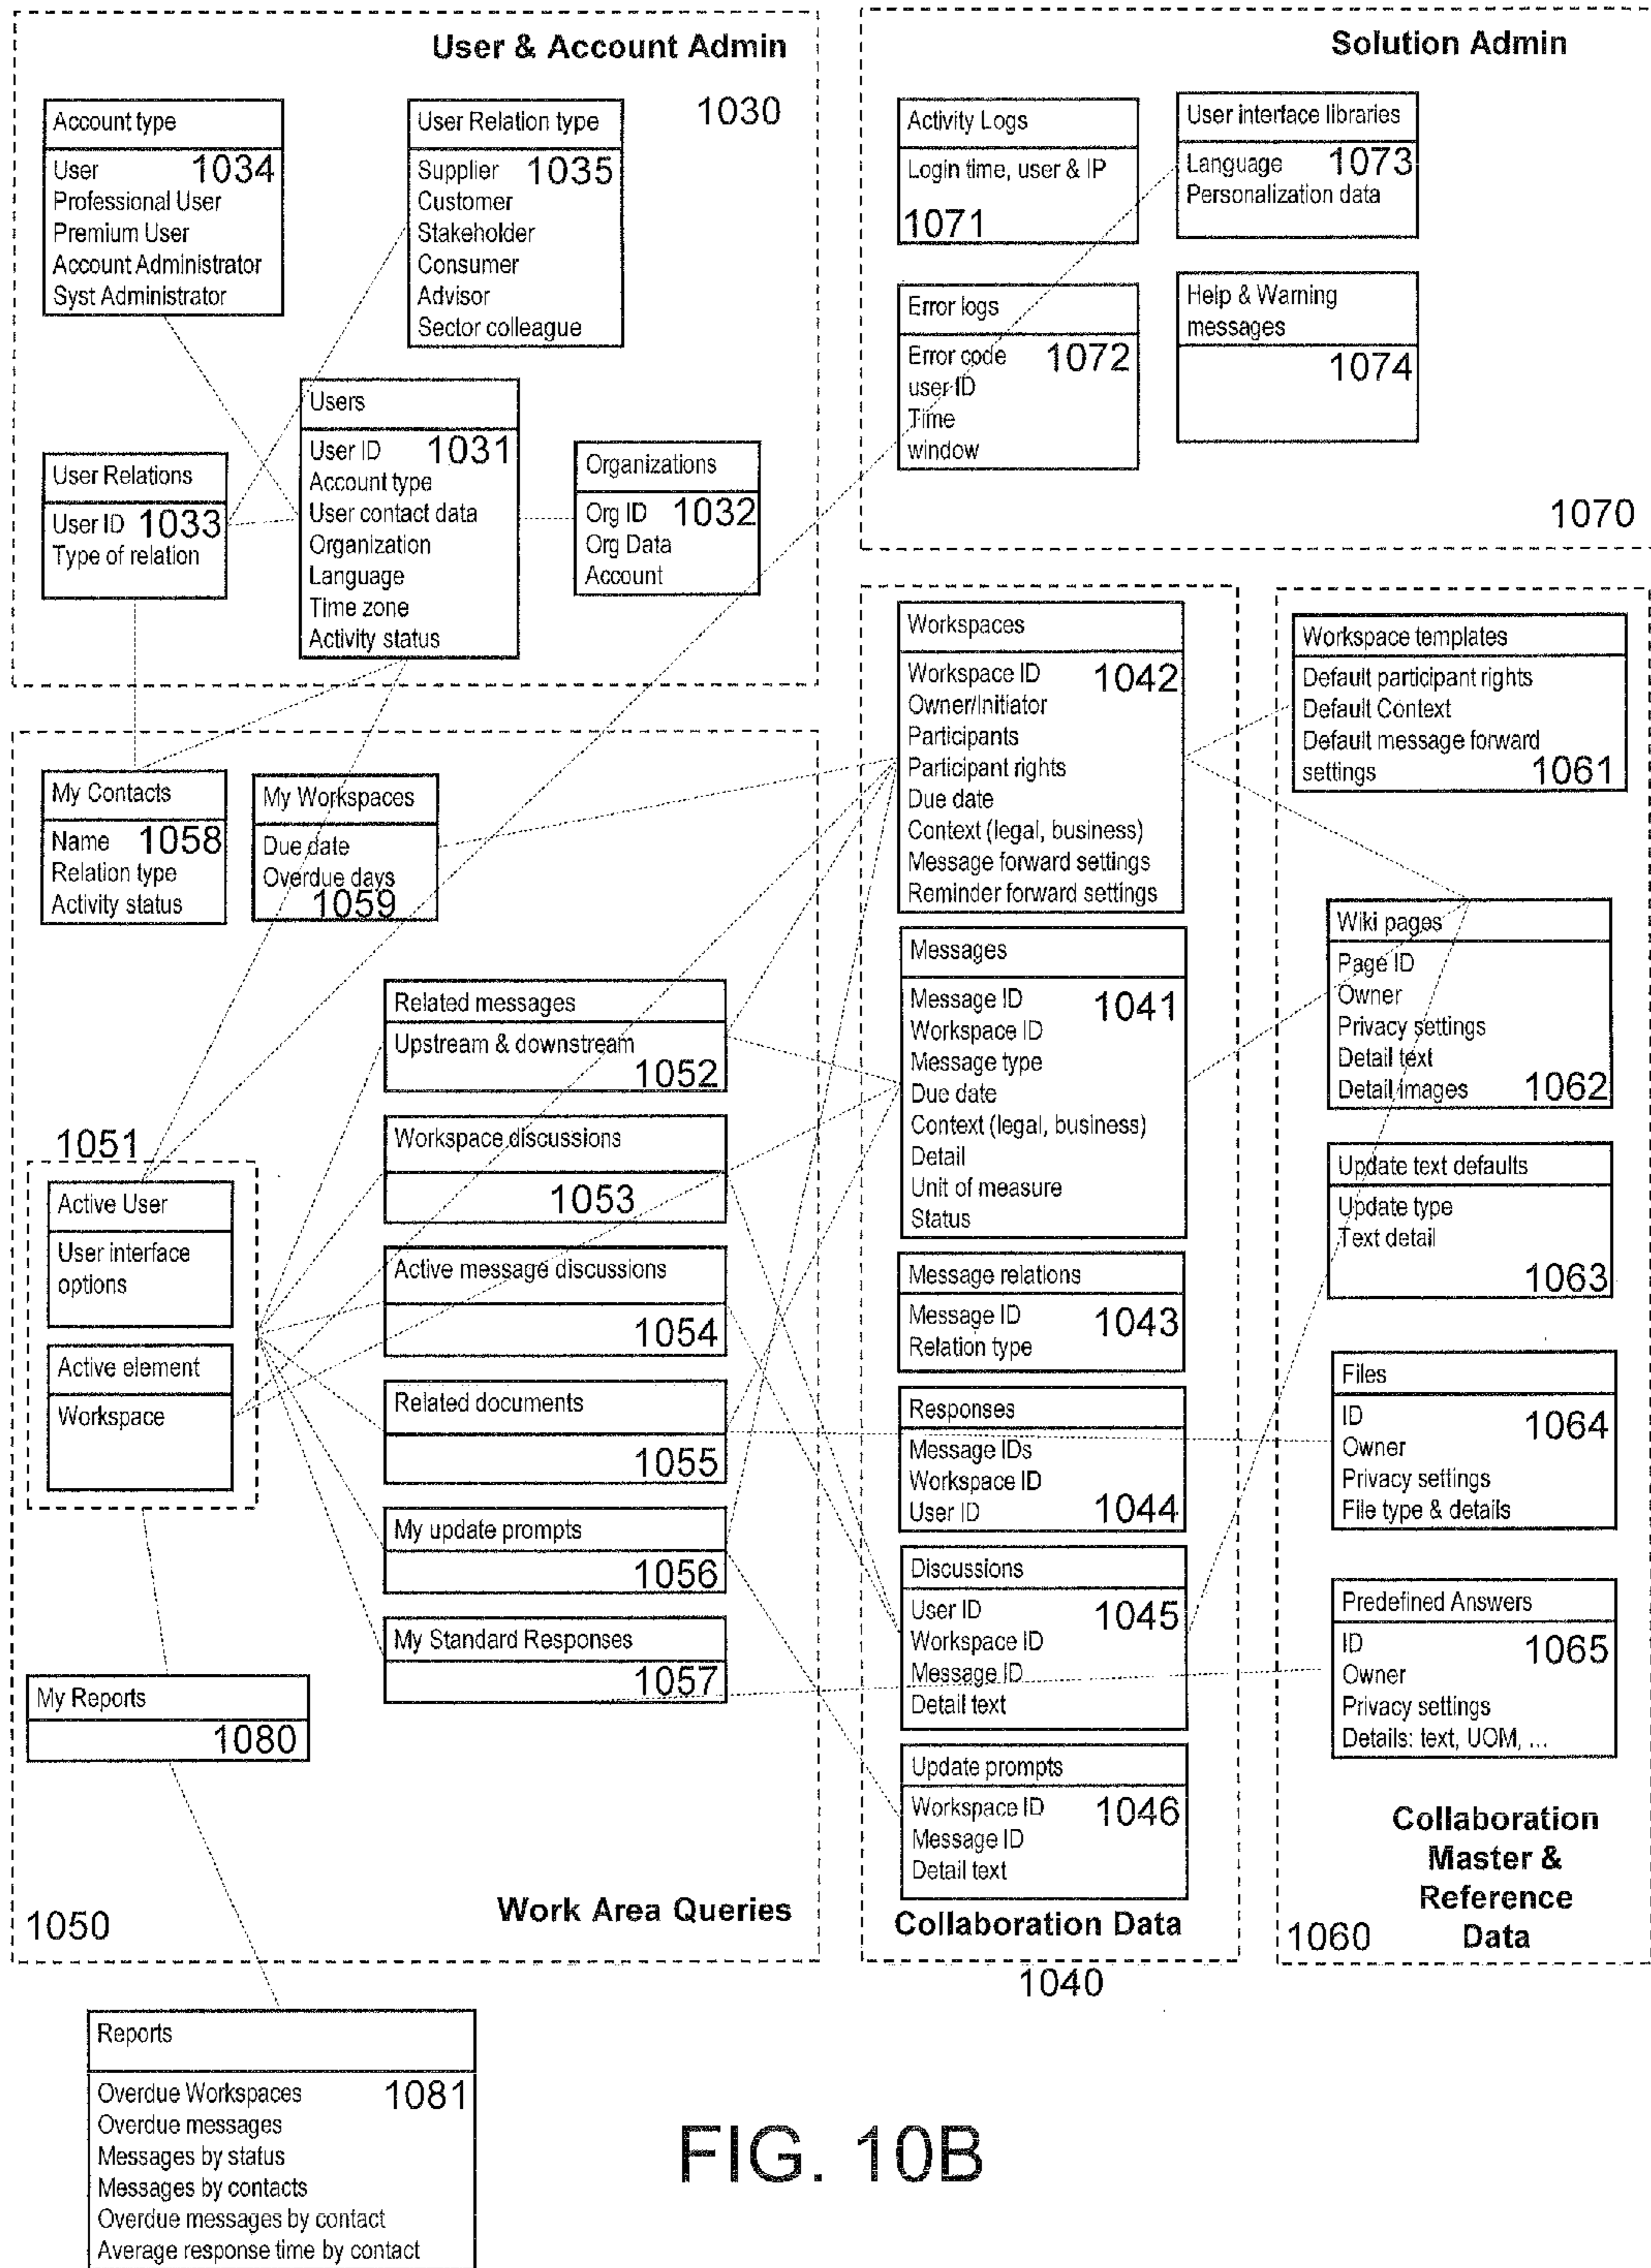 User & Account Admin
1030
Account type
User 1034
Professional User
Premium User
Account Administrator
Syst Administrator
User Relation type
Supplier 1035
Customer
Stakeholder
Consumer
Advisor
Sector colleague
Users
User ID 1031
Account type
User contact data
Organization
Language
Time zone
Activity status
User Relations
User ID 1033
Type of relation
Organizations
Org ID 1032
Org Data
Account
Solution Admin
Activity Logs
Login time, user & IP
1071
User interface libraries
Language 1073
Personalization data
Error logs
Error code 1072
user ID
Time
window
Help & Warning
messages
1074
1070
My Contacts
Name 1058
Relation type
Activity status
My Workspaces
Due date
Overdue days
1059
Related messages
Upstream & downstream
1052
Workspace discussions
1053
Active message discussions
1054
Related documents
1055
My update prompts
1056
My Standard Responses
1057
1051
Active User
User interface
options
Active element
Workspace
My Reports
1080
1050
Work Area Queries
Workspaces
Workspace ID 1042
Owner/Initiator
Participants
Participant rights
Due date
Context (legal, business)
Message forward settings
Reminder forward settings
Messages
Message ID 1041
Workspace ID
Message type
Due date
Context (legal, business)
Detail
Unit of measure
Status
Message relations
Message ID 1043
Relation type
Responses
Message IDs
Workspace ID
User ID 1044
Discussions
User ID 1045
Workspace ID
Message ID
Detail text
Update prompts
Workspace ID 1046
Message ID
Detail text
Collaboration Data
1040
Workspace templates
Default participant rights
Default Context
Default message forward
settings 1061
Wiki pages
Page ID
Owner
Privacy settings
Detail text
Detail images 1062
Update text defaults
Update type
Text detail
1063
Files
ID 1064
Owner
Privacy settings
File type & details
Predefined Answers
ID 1065
Owner
Privacy settings
Details: text, UOM, ...
Collaboration
Master &
Reference
Data
1060
Reports
Overdue Workspaces 1081
Overdue messages
Messages by status
Messages by contacts
Overdue messages by contact
Average response time by contact
FIG. 10B